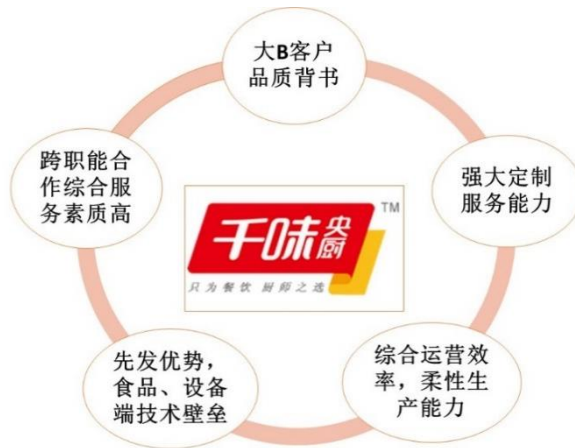 大B客户
品质背书
跨职能合
作综合服
务素质高
强大定制
服务能力
千味央厨
TM
只为餐饮 厨师之选
先发优势，
食品、设备
端技术壁垒
综合运营效
率，柔性生
产能力